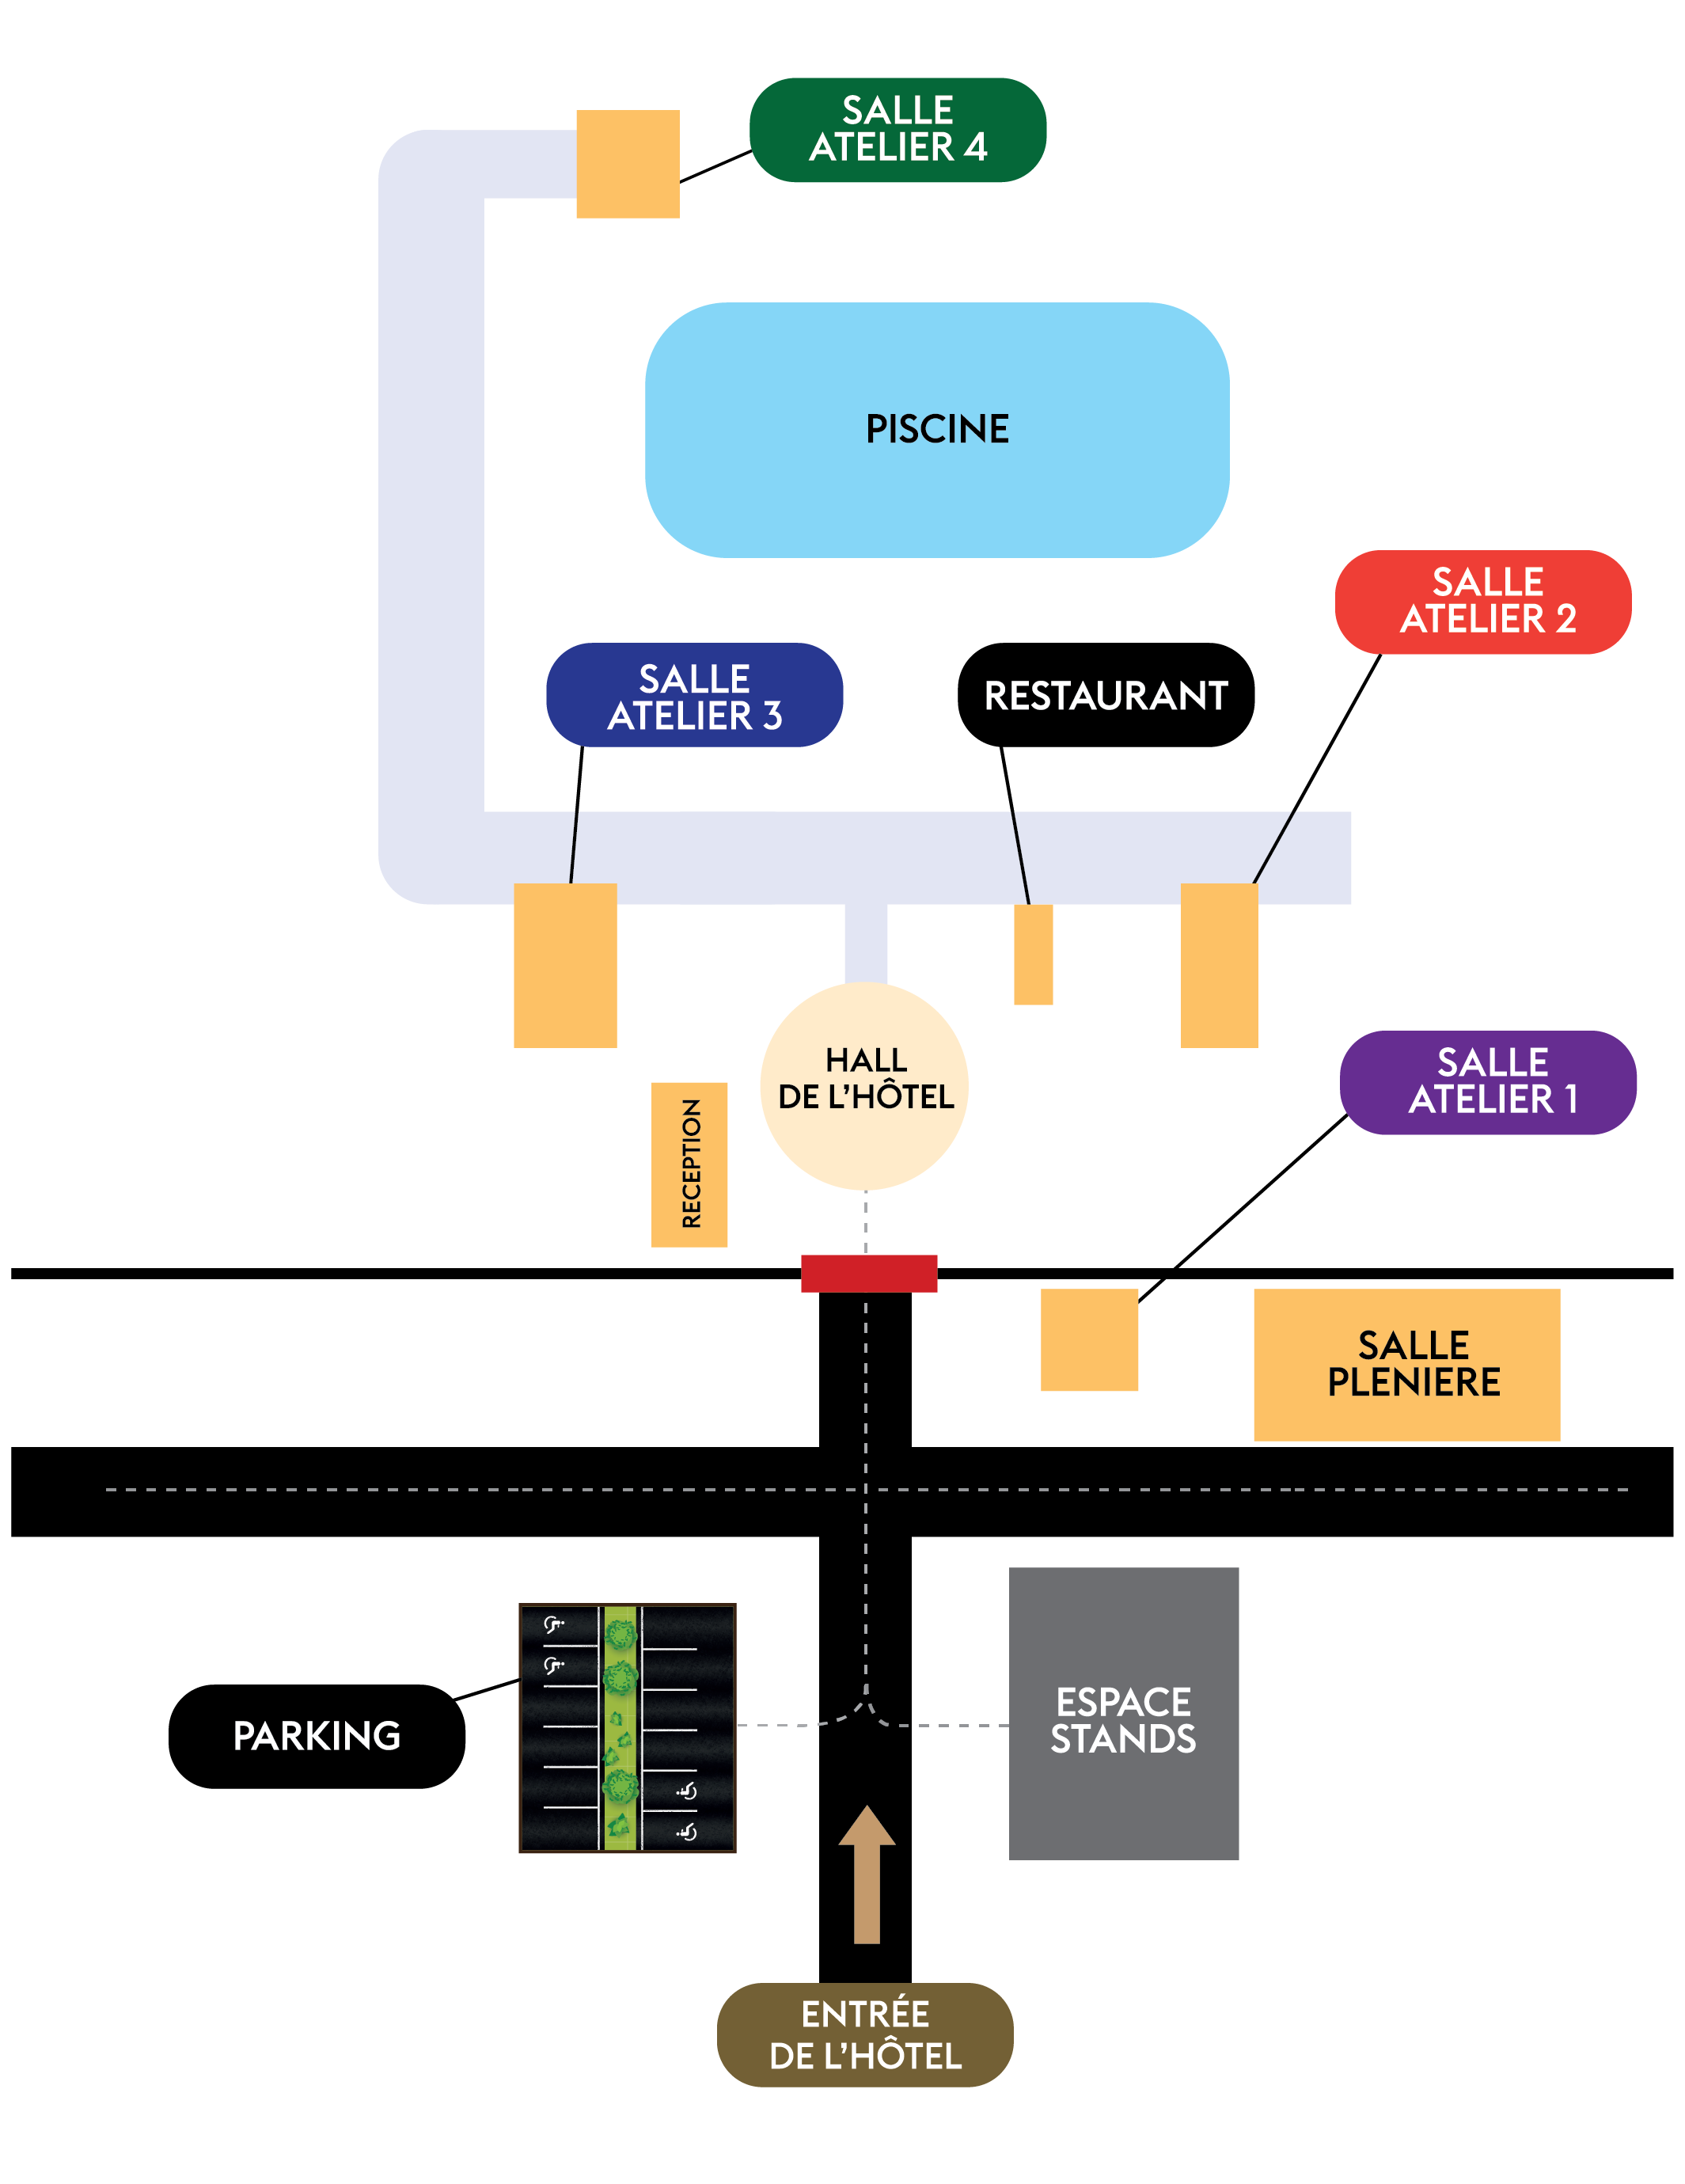 SALLE
ATELIER 4
PISCINE
SALLE
ATELIER 2
SALLE
ATELIER 3
RESTAURANT
HALL
DE L'HÔTEL
SALLE
ATELIER 1
RECEPTION
SALLE
PLENIERE
ESPACE
STANDS
PARKING
ENTRÉE
DE L'HÔTEL